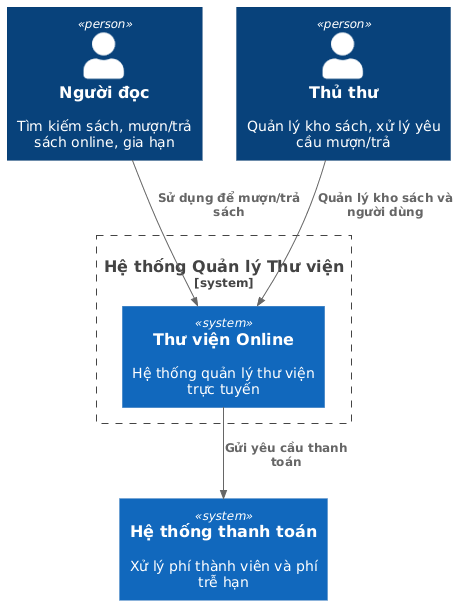 «person»
Người đọc
Tìm kiếm sách, mượn/trả
sách online, gia hạn
«person»
Thủ thư
Quản lý kho sách, xử lý yêu
cầu mượn/trả
Sử dụng để mượn/trả
sách
Quản lý kho sách và
người dùng
Hệ thống Quản lý Thư viện
[system]
«system»
Thư viện Online
Hệ thống quản lý thư viện
trực tuyến
Gửi yêu cầu thanh
toán
«system»
Hệ thống thanh toán
Xử lý phí thành viên và phí
trễ hạn